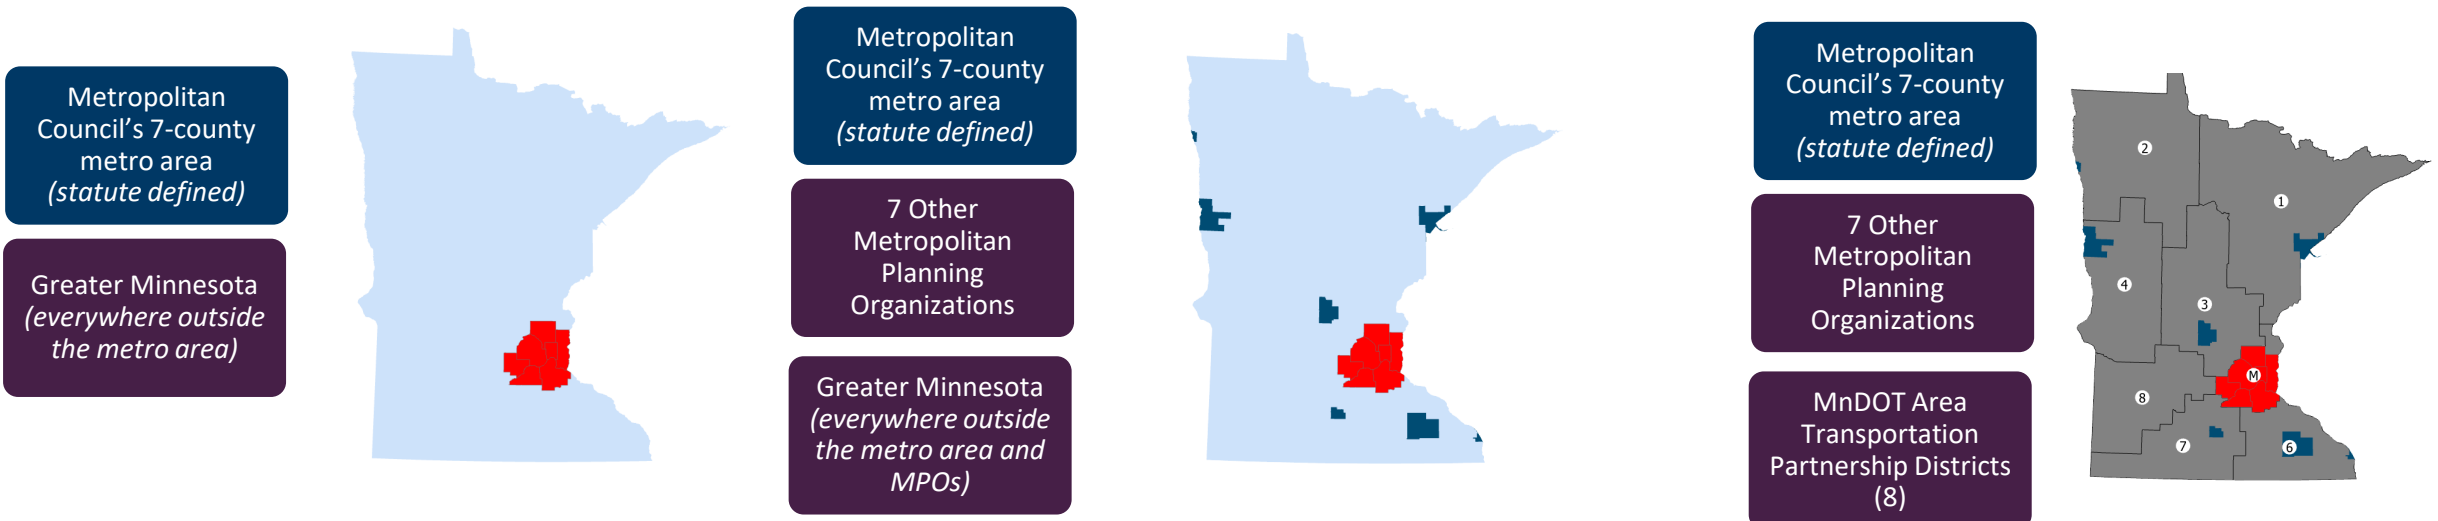 Metropolitan
Council’s 7-county
metro area
(statute defined)
Greater Minnesota
(everywhere outside
the metro area)
Metropolitan
Council’s 7-county
metro area
(statute defined)
7 Other
Metropolitan
Planning
Organizations
Greater Minnesota
(everywhere outside
the metro area and
MPOs)
Metropolitan
Council’s 7-county
metro area
(statute defined)
7 Other
Metropolitan
Planning
Organizations
MnDOT Area
Transportation
Partnership Districts
(8)
2
1
4
3
M
8
7
6